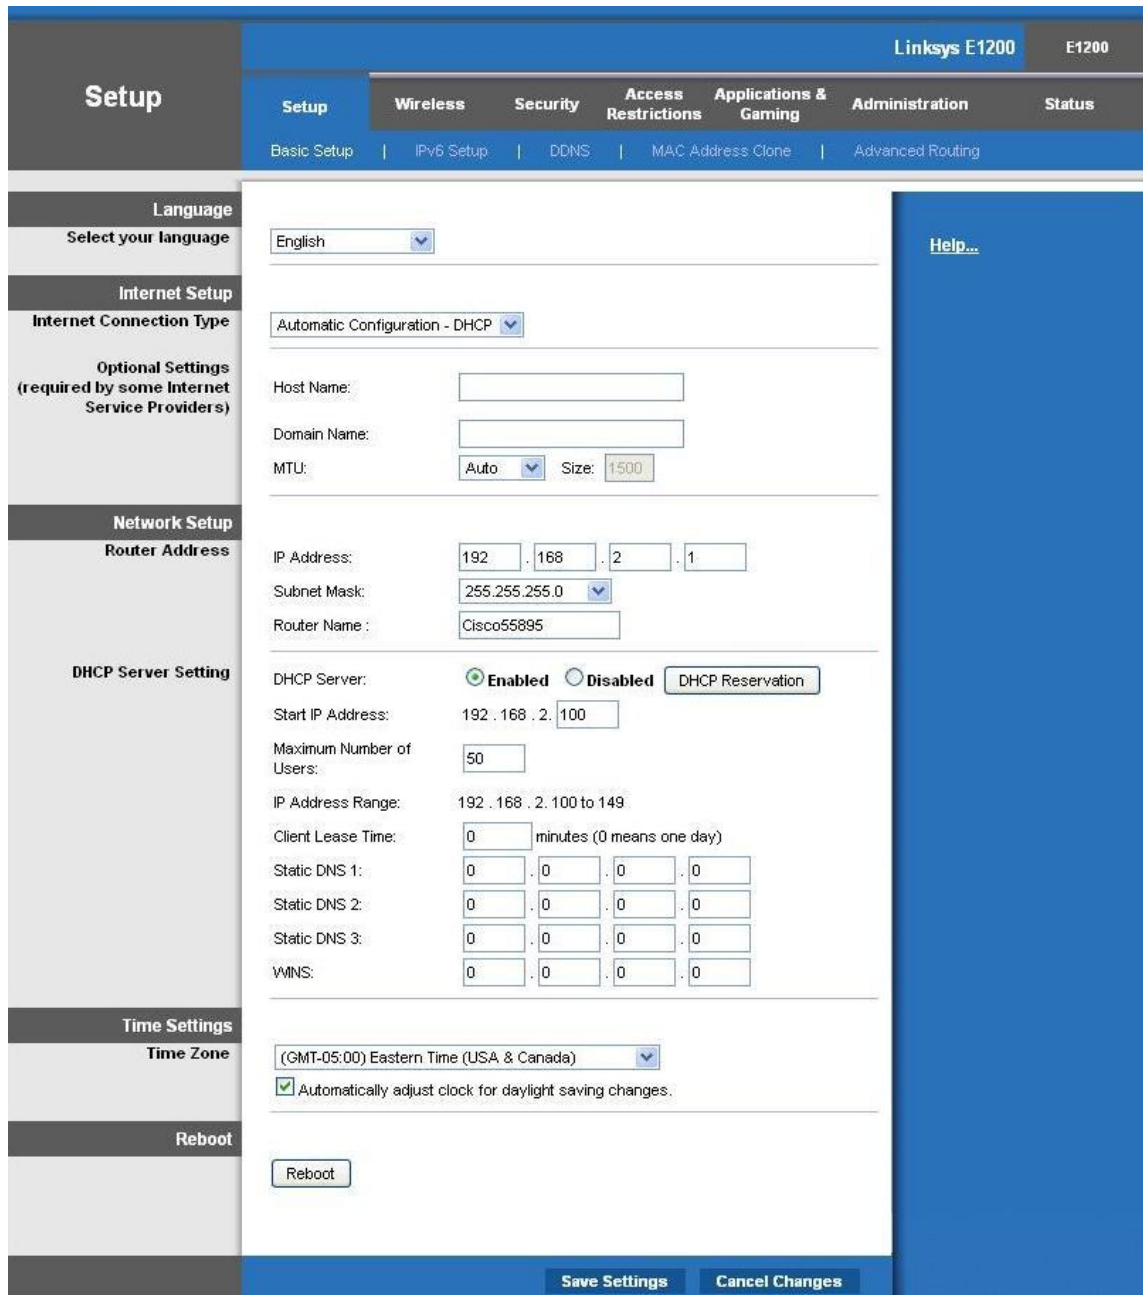 Linksys E1200
E1200
Setup
Setup
Wireless
Security
Access Restrictions
Applications & Gaming
Administration
Status
Basic Setup | IPv6 Setup | DDNS | MAC Address Clone | Advanced Routing
Language
Select your language
English
Help...
Internet Setup
Internet Connection Type
Automatic Configuration - DHCP
Optional Settings
(required by some Internet
Service Providers)
Host Name:
Domain Name:
MTU: Auto Size: 1500
Network Setup
Router Address
IP Address: 192 . 168 . 2 . 1
Subnet Mask: 255.255.255.0
Router Name : Cisco55895
DHCP Server Setting
DHCP Server: Enabled Disabled DHCP Reservation
Start IP Address: 192 . 168 . 2. 100
Maximum Number of
Users: 50
IP Address Range: 192 . 168 . 2. 100 to 149
Client Lease Time: 0 minutes (0 means one day)
Static DNS 1: 0 . 0 . 0 . 0
Static DNS 2: 0 . 0 . 0 . 0
Static DNS 3: 0 . 0 . 0 . 0
WINS: 0 . 0 . 0 . 0
Time Settings
Time Zone
(GMT-05:00) Eastern Time (USA & Canada)
Automatically adjust clock for daylight saving changes.
Reboot
Reboot
Save Settings
Cancel Changes